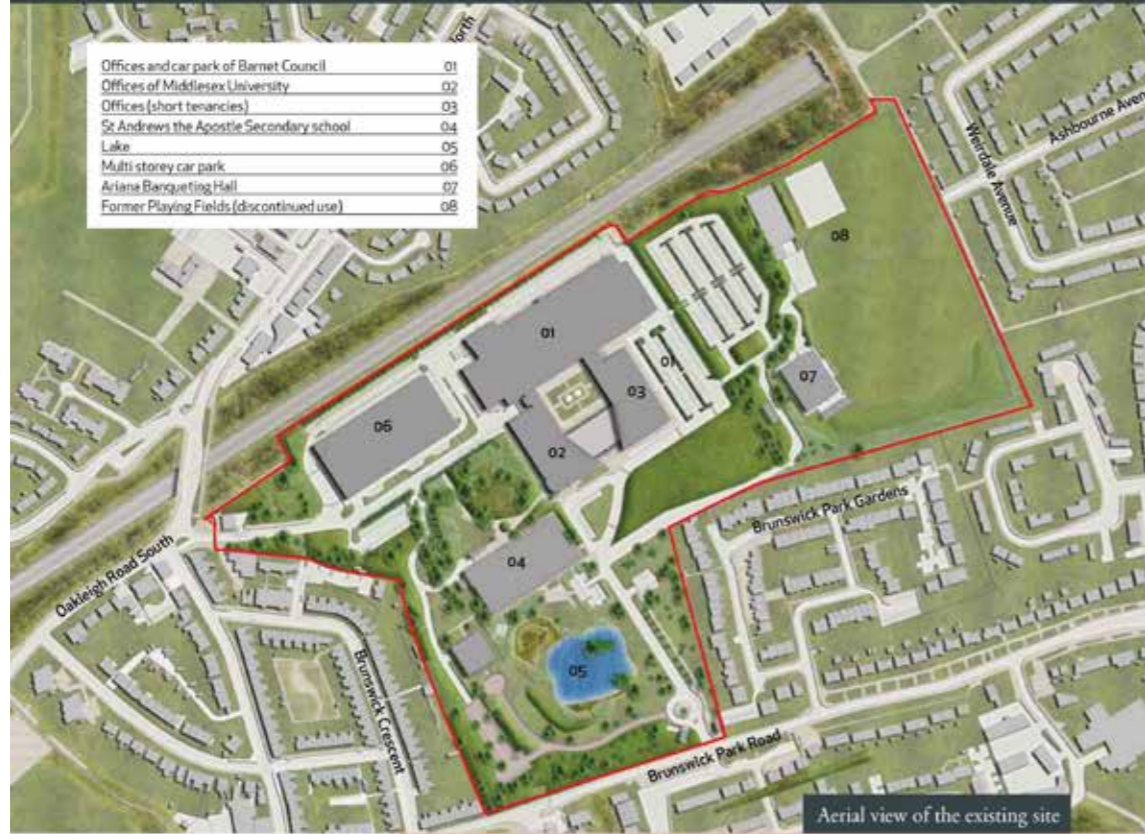 orth
Offices and car park of Barnet Council 01
Offices of Middlesex University 02
Offices (short tenancies) 03
St Andrews the Apostle Secondary school 04
Lake 05
Multi storey car park 06
Ariana Banqueting Hall 07
Former Playing Fields (discontinued use) 08
Weirdale Avenue
Ashbourne Aven
08
01
01
03
07
06
02
Brunswick Park Gardens
04
Oakleigh Road South
05
Brunswick Crescent
Brunswick Park Road
Aerial view of the existing site